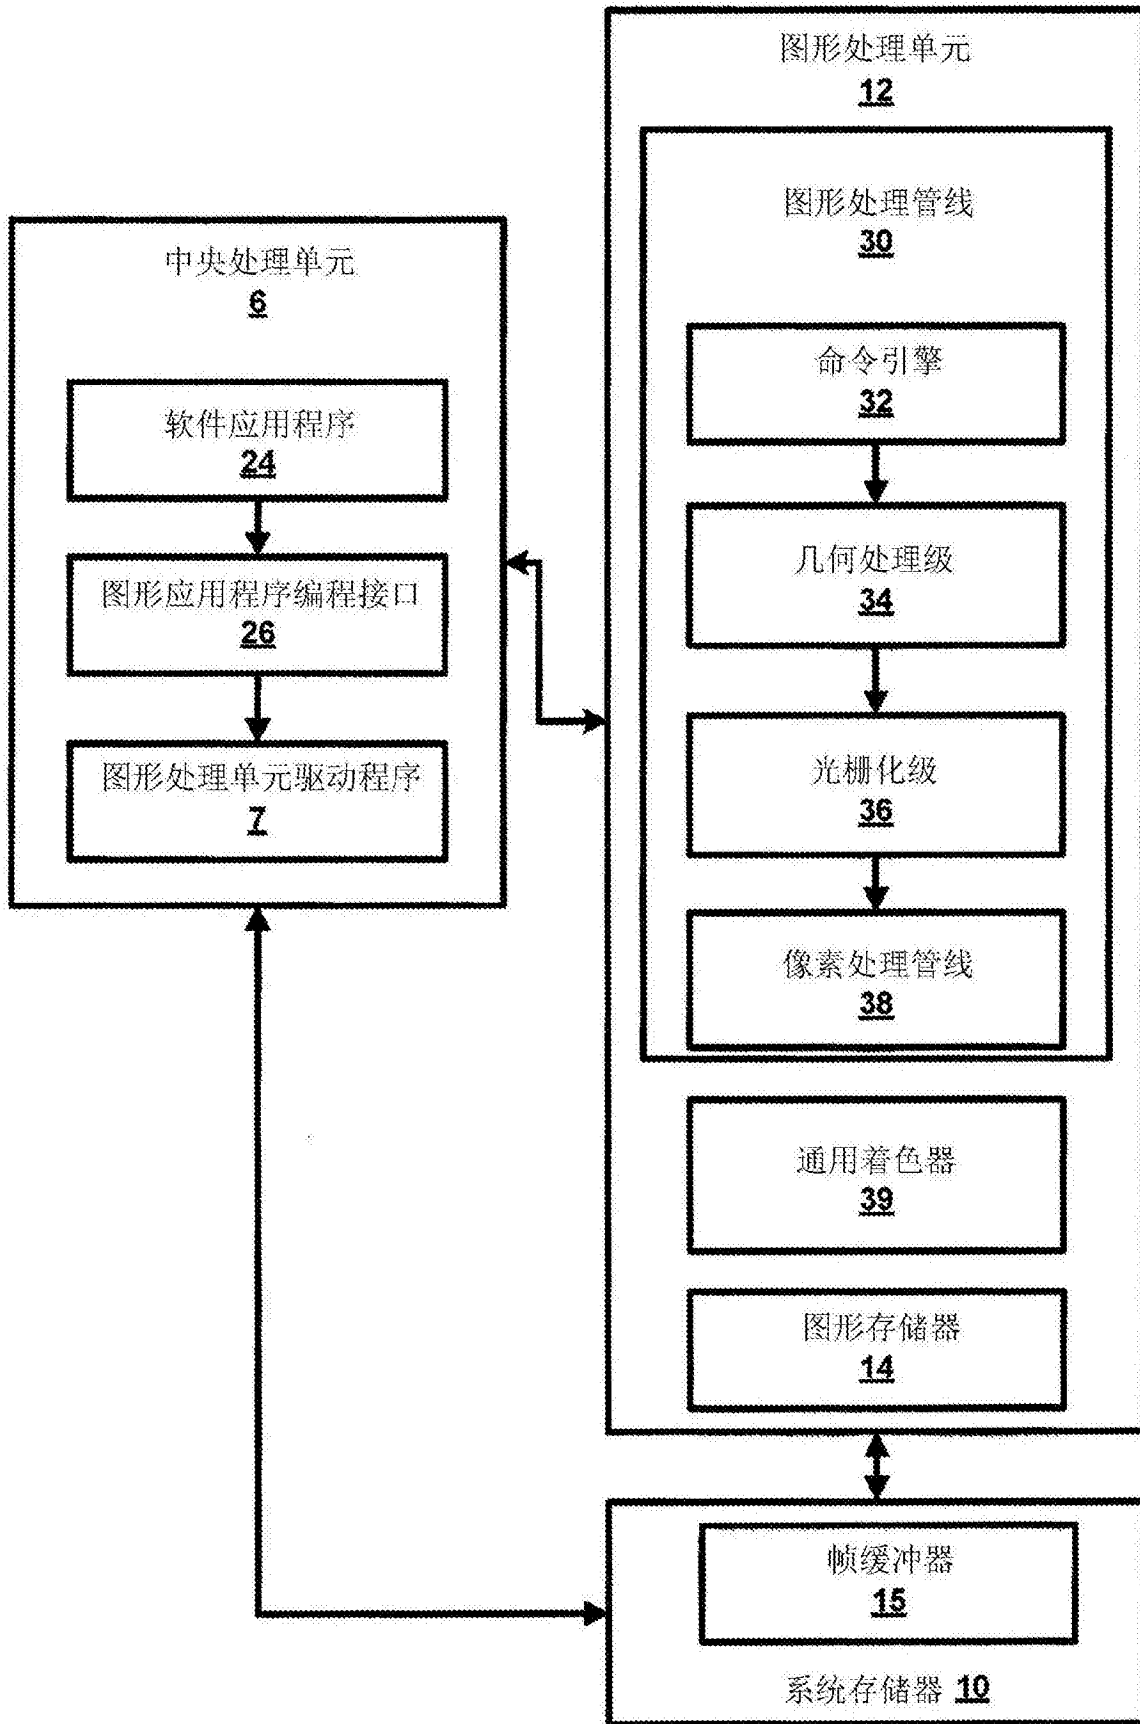 中央处理单元
6
软件应用程序
24
图形应用程序编程接口
26
图形处理单元驱动程序
7
图形处理单元
12
图形处理管线
30
命令引擎
32
几何处理级
34
光栅化级
36
像素处理管线
38
通用着色器
39
图形存储器
14
帧缓冲器
15
系统存储器 10